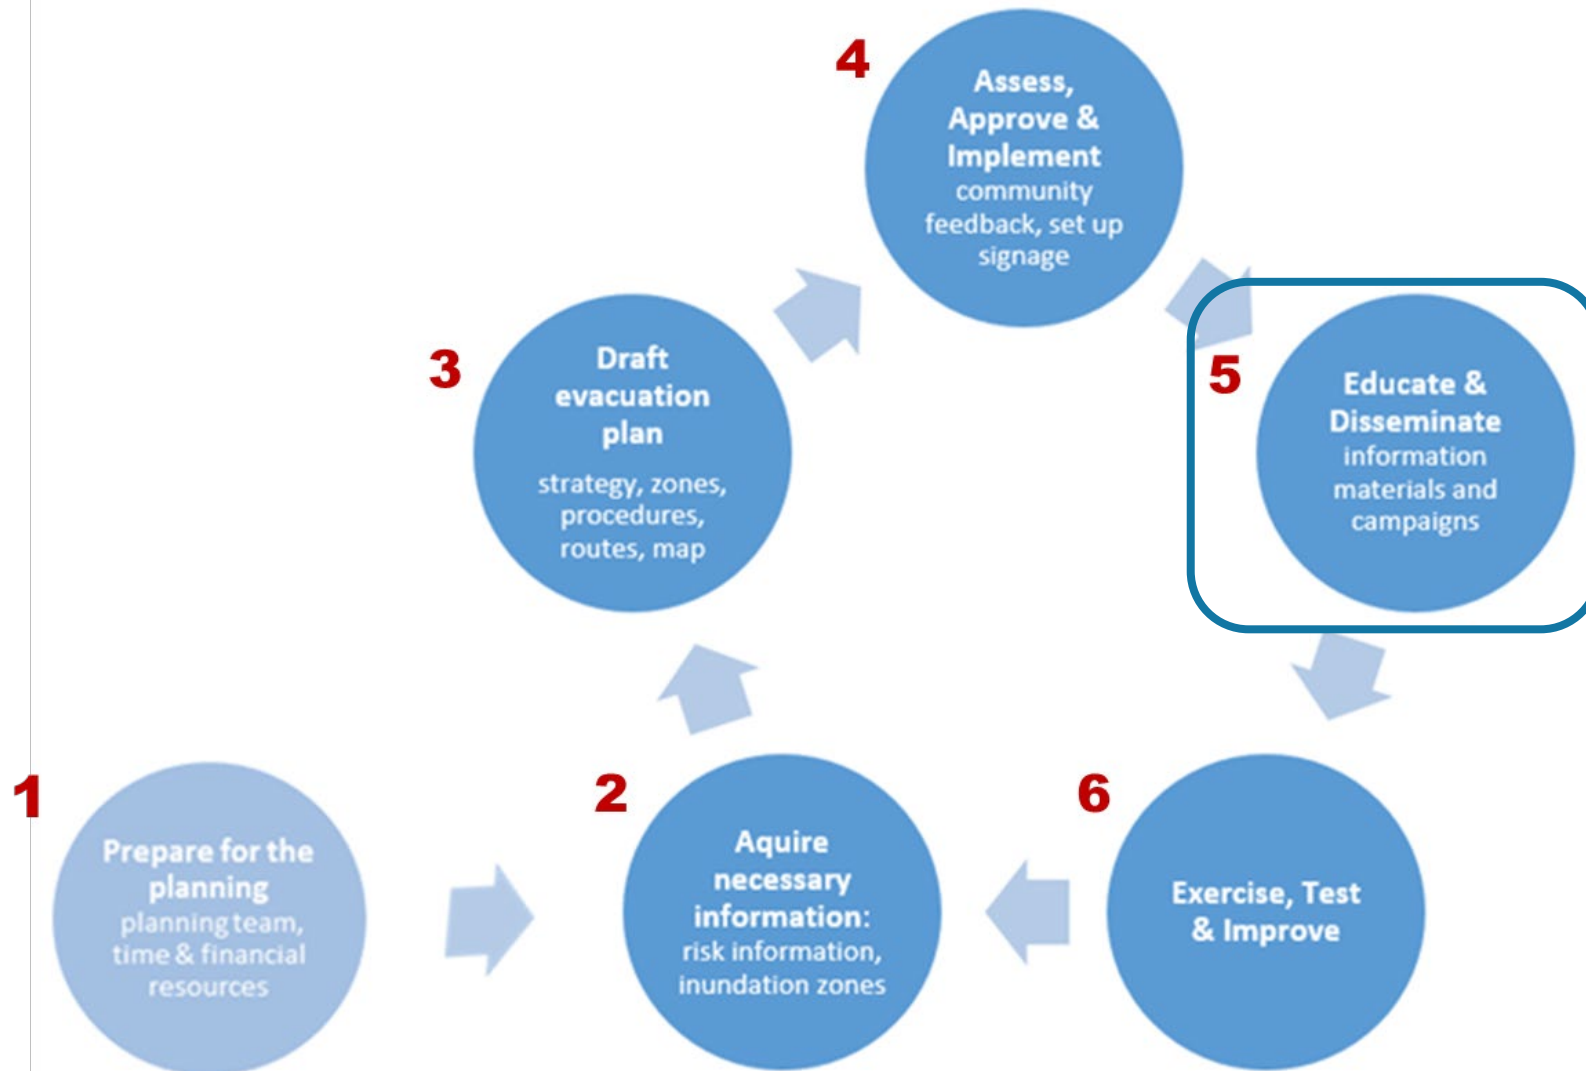 1
Prepare for the
planning
planning team,
time & financial
resources
2
Aquire
necessary
information:
risk information,
inundation zones
3
Draft
evacuation
plan
strategy, zones,
procedures,
routes, map
4
Assess,
Approve &
Implement
community
feedback, set up
signage
5
Educate &
Disseminate
information
materials and
campaigns
6
Exercise, Test
& Improve